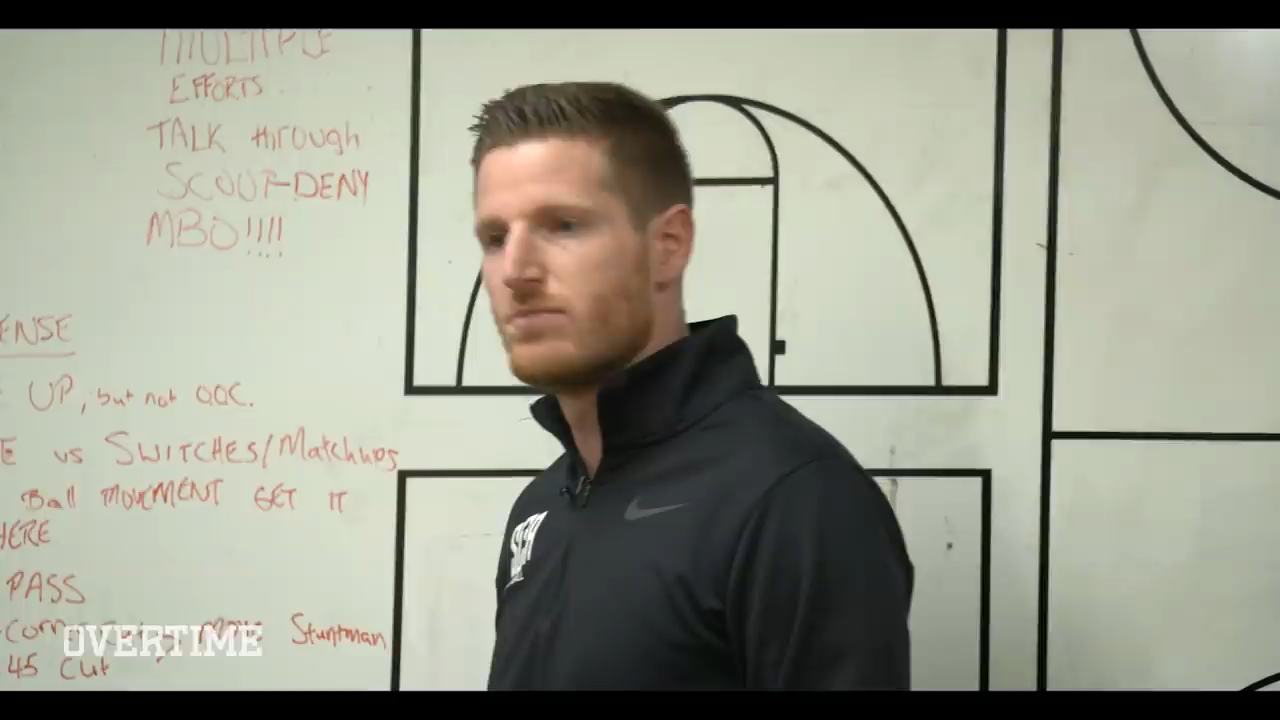 MULTIPLE
EFFORTS
TALK through
SCOUT-DENY
MBO!!!!
ENSE
UP, but not OOC.
E vs SWITCHES/Matchups
Ball MOVEMENT GET IT
HERE
PASS
Stuntman
45 Cut
OVERTIME